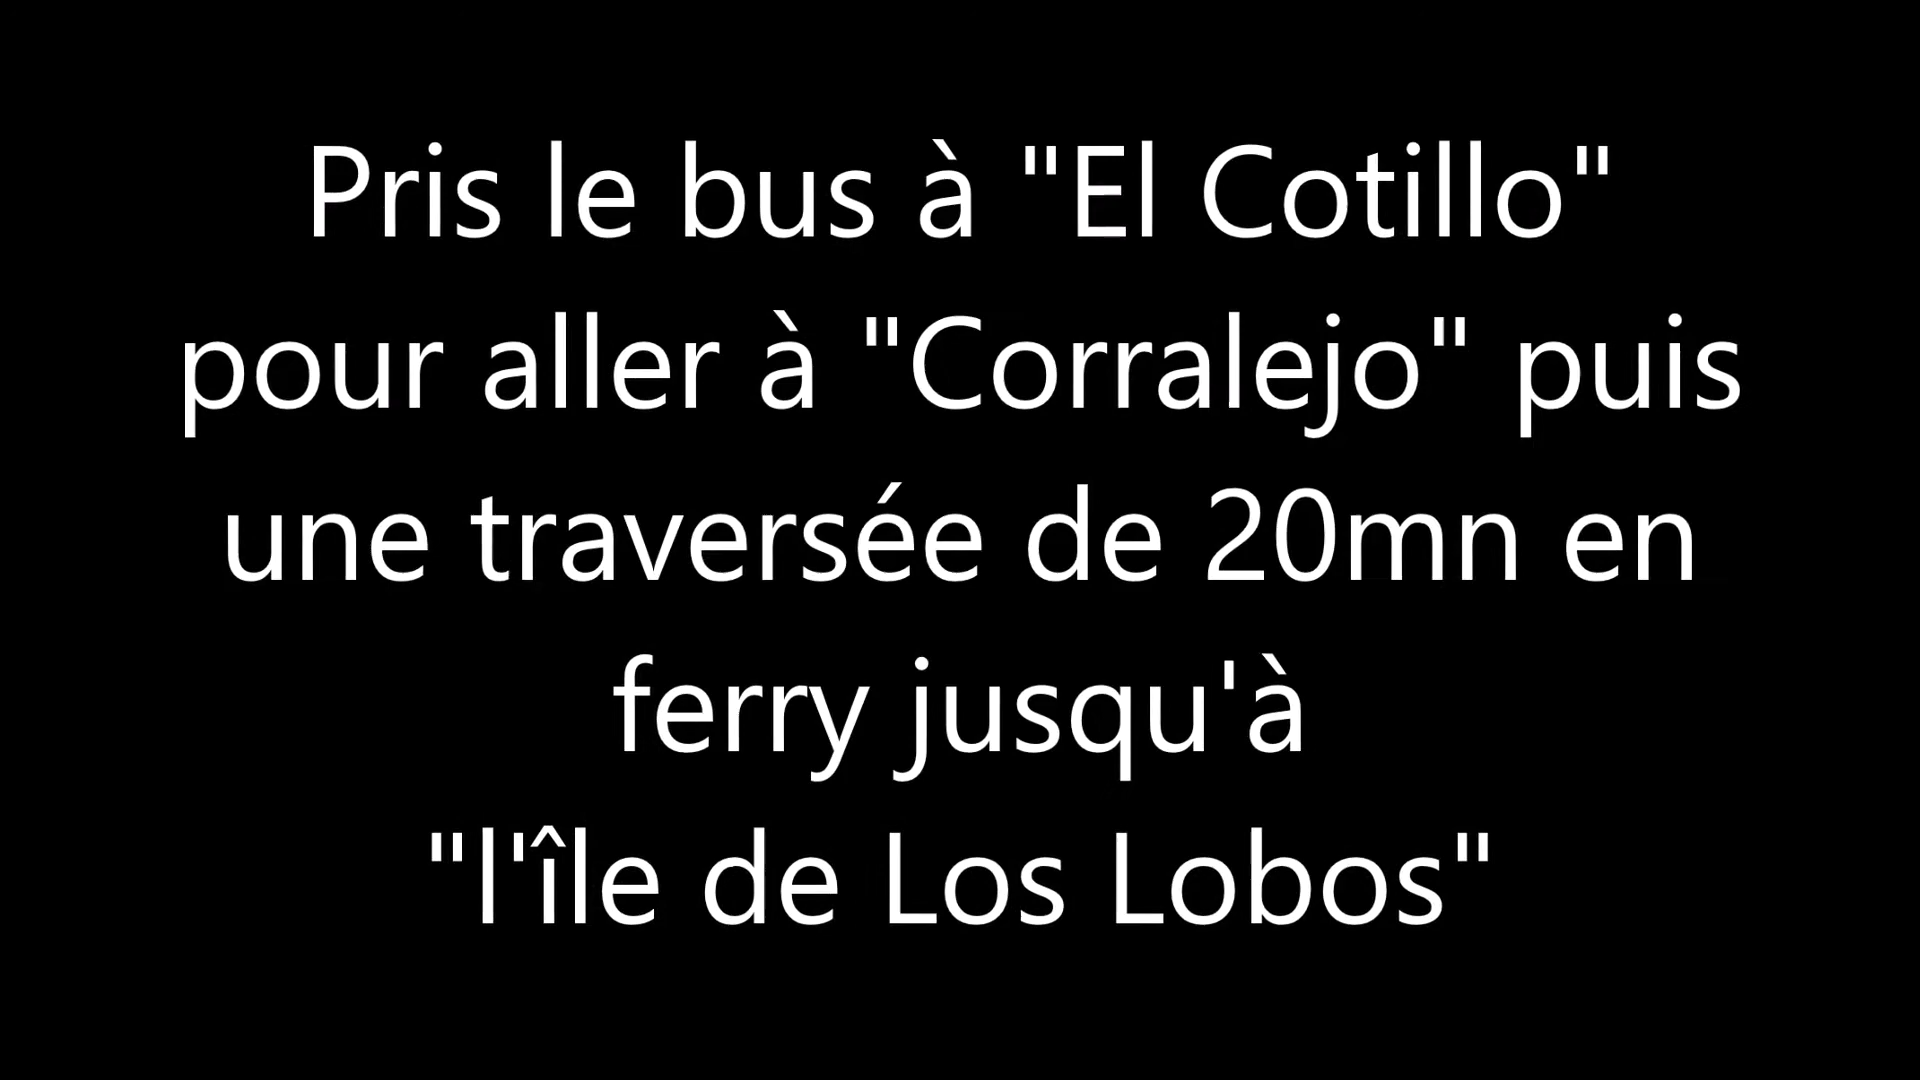 Pris le bus à "El Cotillo"
pour aller à "Corralejo" puis
une traversée de 20mn en
ferry jusqu'à
"l'île de Los Lobos"